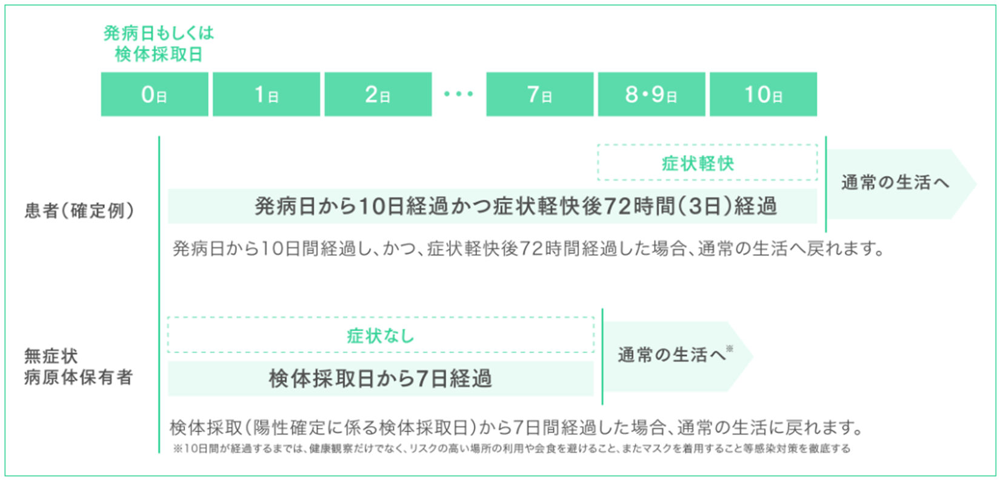 発病日もしくは
検体採取日
0日
1日
2日
•••
7日
8・9日
10日
症状軽快
通常の生活へ
患者(確定例)
発病日から10日経過かつ症状軽快後72時間(3日)経過
発病日から10日間経過し、かつ、症状軽快後72時間経過した場合、通常の生活へ戻れます。
症状なし
通常の生活へ※
無症状
病原体保有者
検体採取日から7日経過
検体採取(陽性確定に係る検体採取日)から7日間経過した場合、通常の生活に戻れます。
※10日間が経過するまでは、健康観察だけでなく、リスクの高い場所の利用や会食を避けること、またマスクを着用すること等感染対策を徹底する